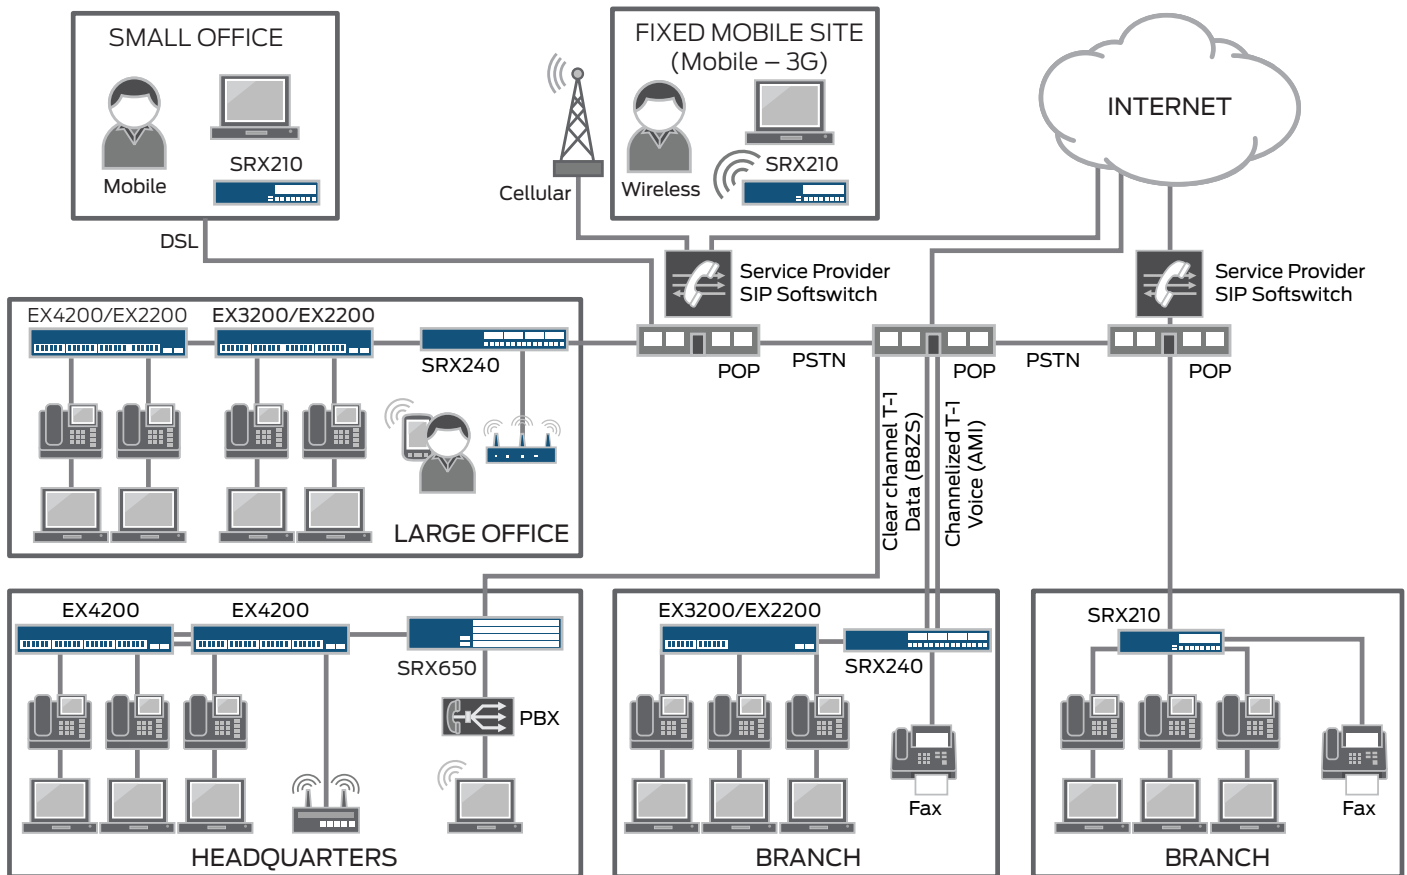 SMALL OFFICE
Mobile
SRX210
DSL
Cellular
FIXED MOBILE SITE
(Mobile – 3G)
Wireless
SRX210
INTERNET
Service Provider
SIP Softswitch
Service Provider
SIP Softswitch
EX4200/EX2200
EX3200/EX2200
SRX240
LARGE OFFICE
POP
PSTN
POP
PSTN
POP
Clear channel T-1
Data (B8ZS)
Channelized T-1
Voice (AMI)
EX4200
EX4200
SRX650
PBX
HEADQUARTERS
EX3200/EX2200
SRX240
Fax
BRANCH
SRX210
Fax
BRANCH